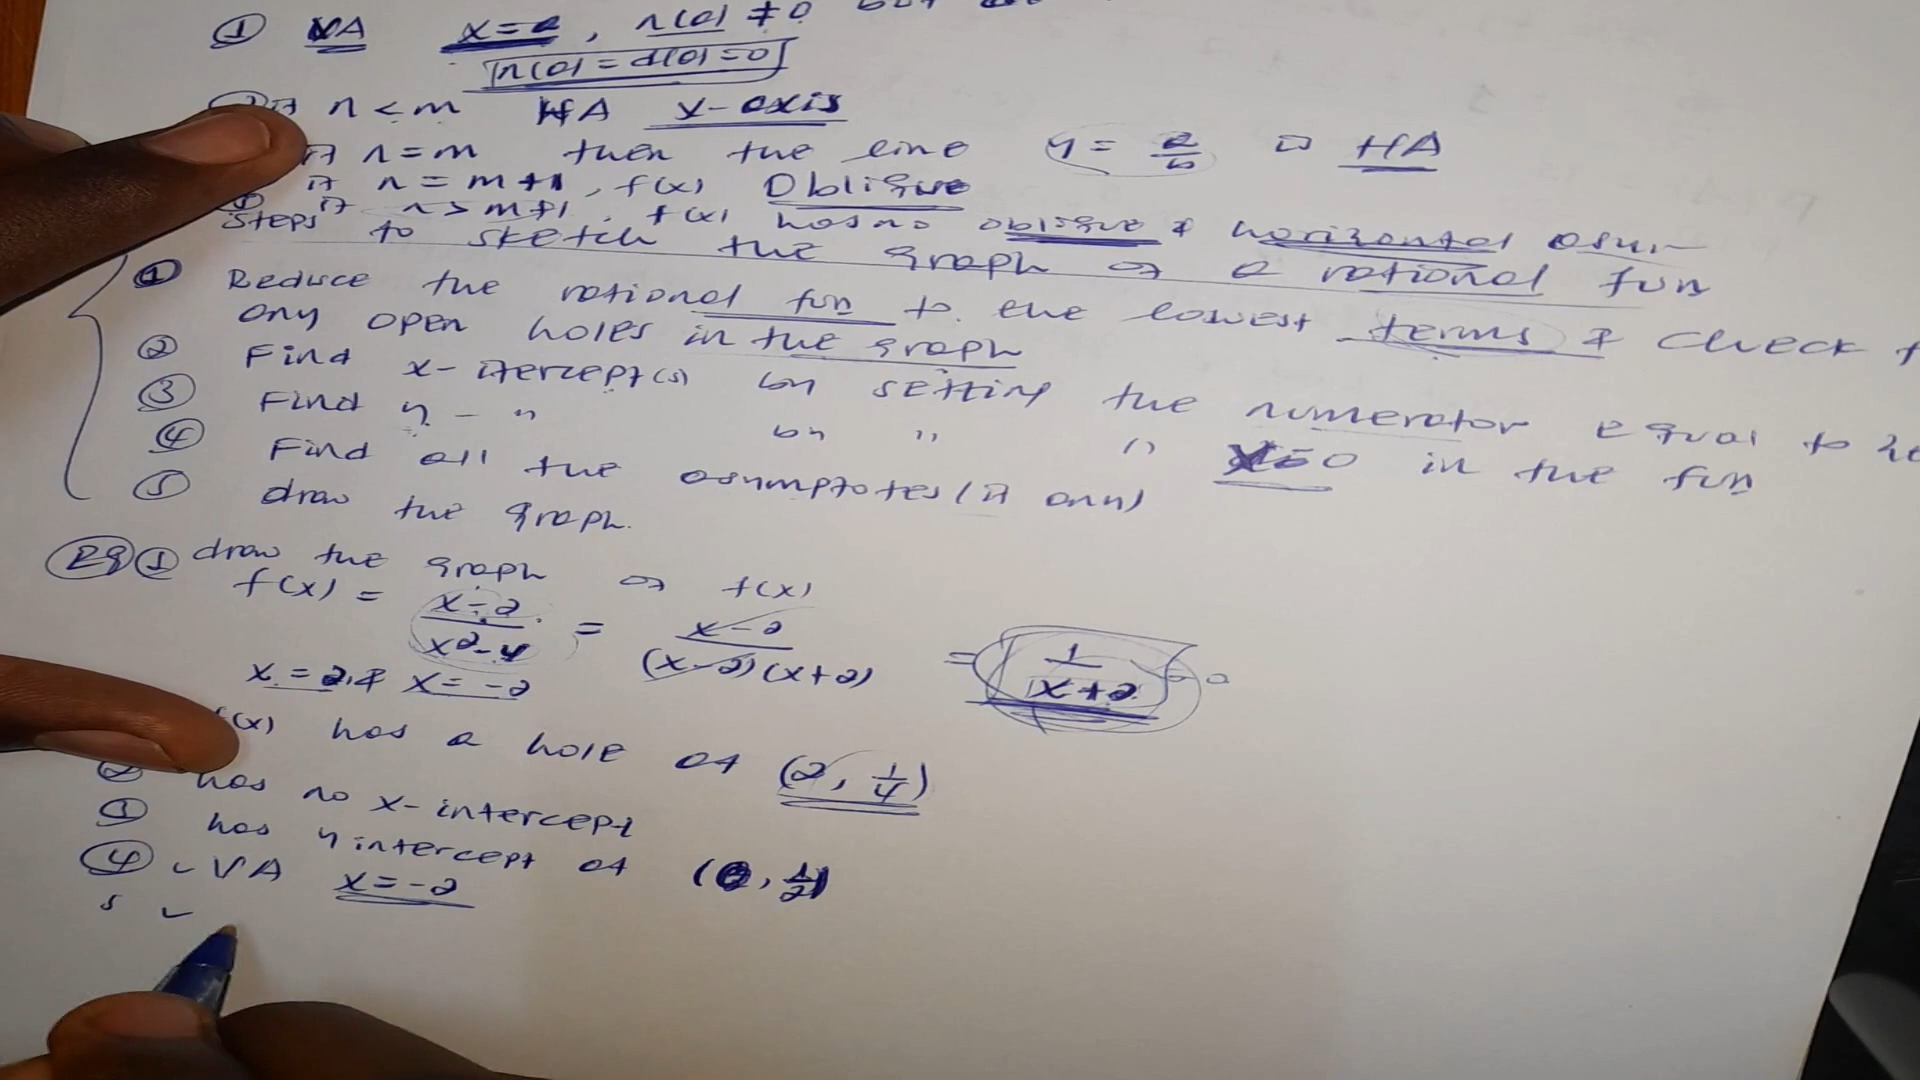 ① VA x=a, n(a) ≠ 0
n(a) = d(a) = 0
if n < m HA x-axis
if n = m then the line y = a/b is HA
if n = m+1, f(x) Oblique
if n > m+1, f(x) has no oblique & horizontal asym
Steps to sketch the graph of a rational fun
① Reduce the rational fun to the lowest terms & check
any open holes in the graph
② Find x-itercept(s) by setting the numerator equal to
③ Find y - " by " " x=0 in the fun
④ Find all the asymptotes (if any)
⑤ draw the graph.
Eg ① draw the graph of f(x)
f(x) = x-2/x²-4 = x-2/(x-2)(x+2) = 1/x+2 = 0
x = 2 & x = -2
f(x) has a hole at (2, 1/4)
② has no x-intercept
③ has y intercept at (0, 1/2)
④ VA x=-2
5